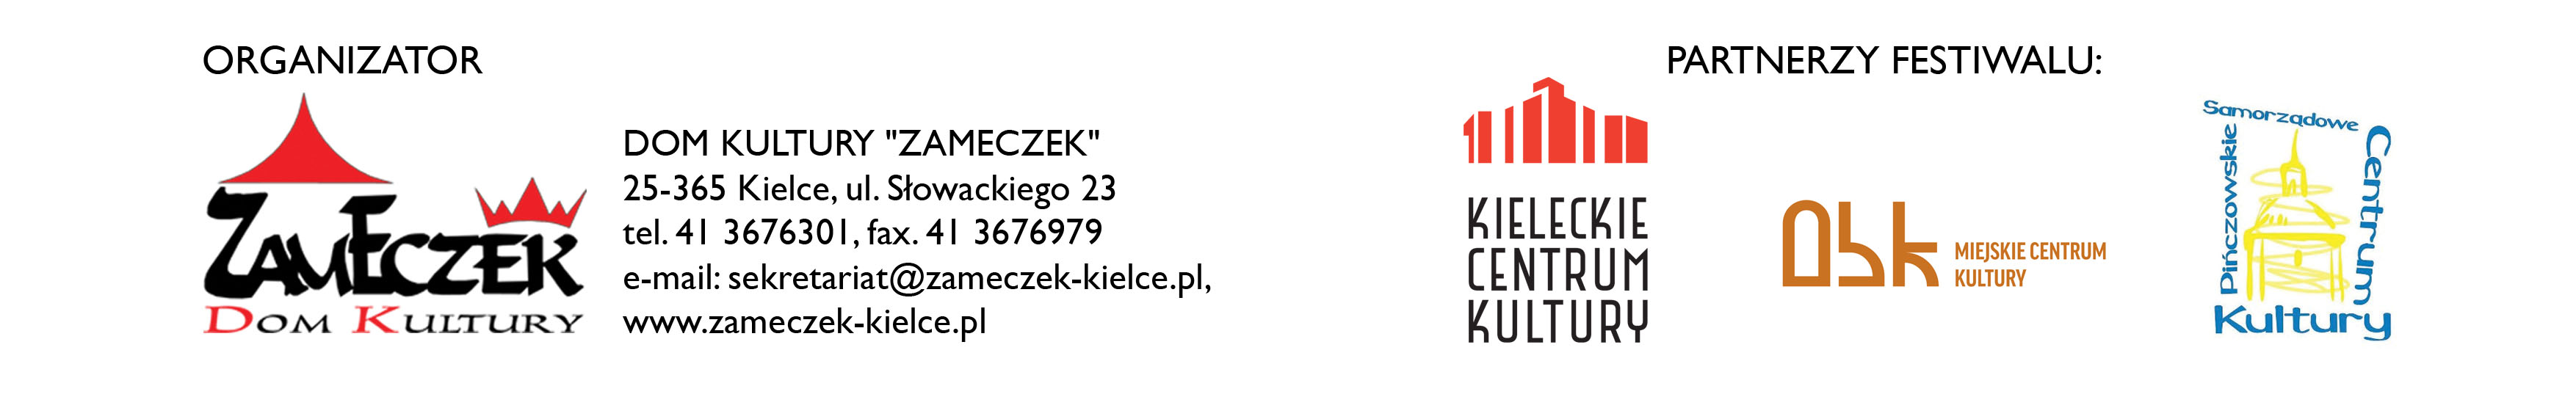 ORGANIZATOR
ZAMECZEK
DOM KULTURY
DOM KULTURY "ZAMECZEK"
25-365 Kielce, ul. Słowackiego 23
tel. 41 3676301, fax. 41 3676979
e-mail: sekretariat@zameczek-kielce.pl,
www.zameczek-kielce.pl
PARTNERZY FESTIWALU:
KIELECKIE
CENTRUM
KULTURY
MIEJSKIE CENTRUM
KULTURY
Pińczowskie
Samorządowe
Centrum
Kultury